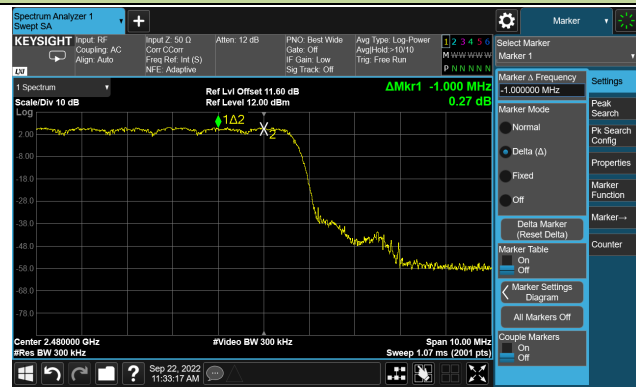 Spectrum Analyzer 1
Swept SA
Marker
KEYSIGHT
Input: RF
Coupling: AC
Align: Auto
Input Z: 50 Ω
Corr CCorr
Freq Ref: Int (S)
NFE: Adaptive
Atten: 12 dB
PNO: Best Wide
Gate: Off
IF Gain: Low
Sig Track: Off
Avg Type: Log-Power
Avg|Hold:>10/10
Trig: Free Run
1 2 3 4 5 6
M W W W W W
P N N N N N
LXI
Select Marker
Marker 1
1 Spectrum
Scale/Div 10 dB
Log
Ref Lvl Offset 11.60 dB
Ref Level 12.00 dBm
ΔMkr1 -1.000 MHz
0.27 dB
1Δ2
2
2.00
-8.00
-18.0
-28.0
-38.0
-48.0
-58.0
-68.0
-78.0
Center 2.480000 GHz
#Res BW 300 kHz
#Video BW 300 kHz
Span 10.00 MHz
Sweep 1.07 ms (2001 pts)
Marker Δ Frequency
-1.000000 MHz
Marker Mode
Normal
Delta (Δ)
Fixed
Off
Delta Marker
(Reset Delta)
Marker Table
On
Off
Marker Settings
Diagram
All Markers Off
Couple Markers
On
Off
Settings
Peak
Search
Pk Search
Config
Properties
Marker
Function
Marker→
Counter
?
Sep 22, 2022
11:33:17 AM